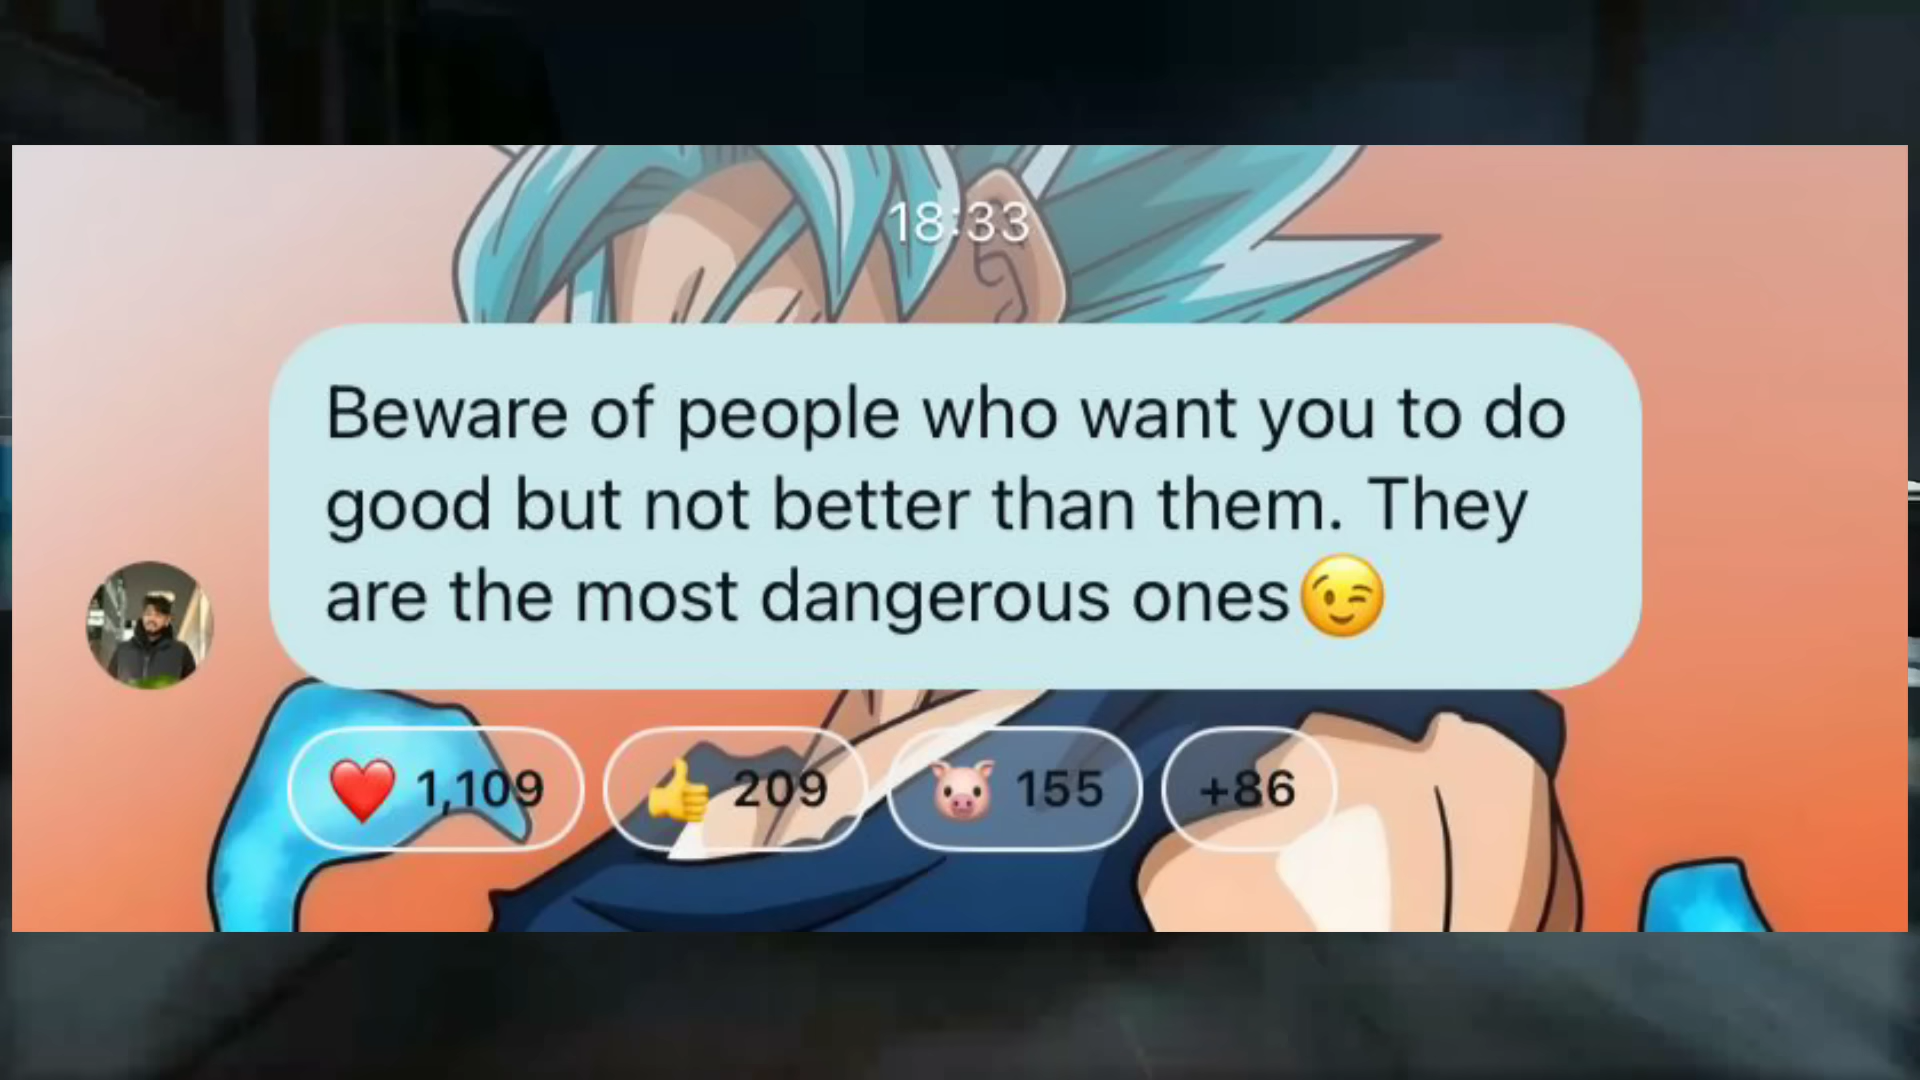 18:33
Beware of people who want you to do
good but not better than them. They
are the most dangerous ones😉
❤️ 1,109 👍 209 🐷 155 +86